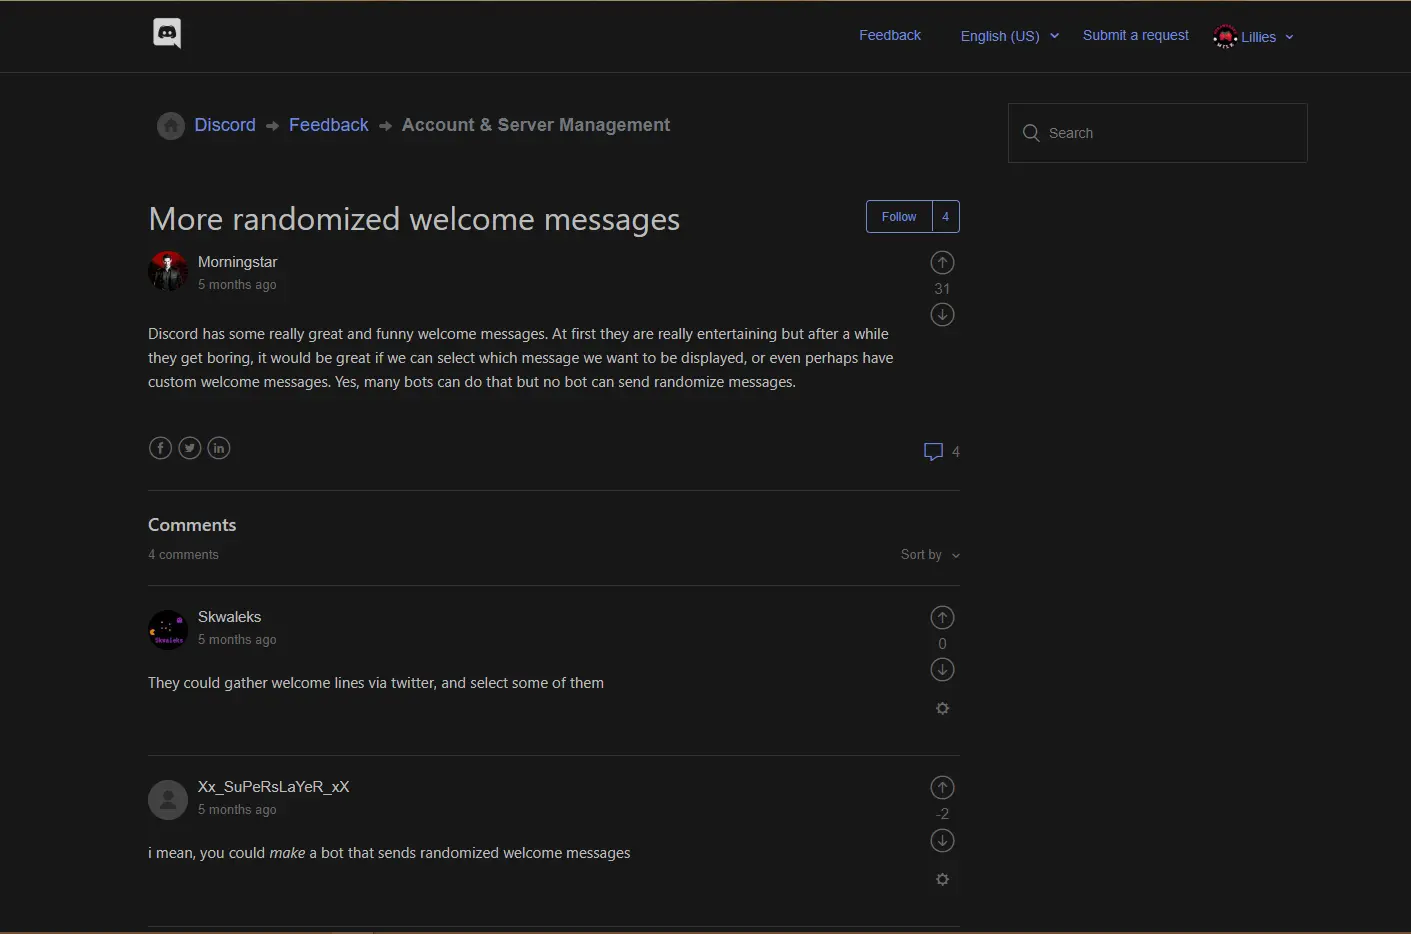 Feedback
English (US)
Submit a request
Lillies
Discord
Feedback
Account & Server Management
Search
More randomized welcome messages
Follow
4
Morningstar
5 months ago
31
Discord has some really great and funny welcome messages. At first they are really entertaining but after a while
they get boring, it would be great if we can select which message we want to be displayed, or even perhaps have
custom welcome messages. Yes, many bots can do that but no bot can send randomize messages.
4
Comments
4 comments
Sort by
Skwaleks
Skwaleks
5 months ago
0
They could gather welcome lines via twitter, and select some of them
Xx_SuPeRsLaYeR_xX
5 months ago
-2
i mean, you could make a bot that sends randomized welcome messages